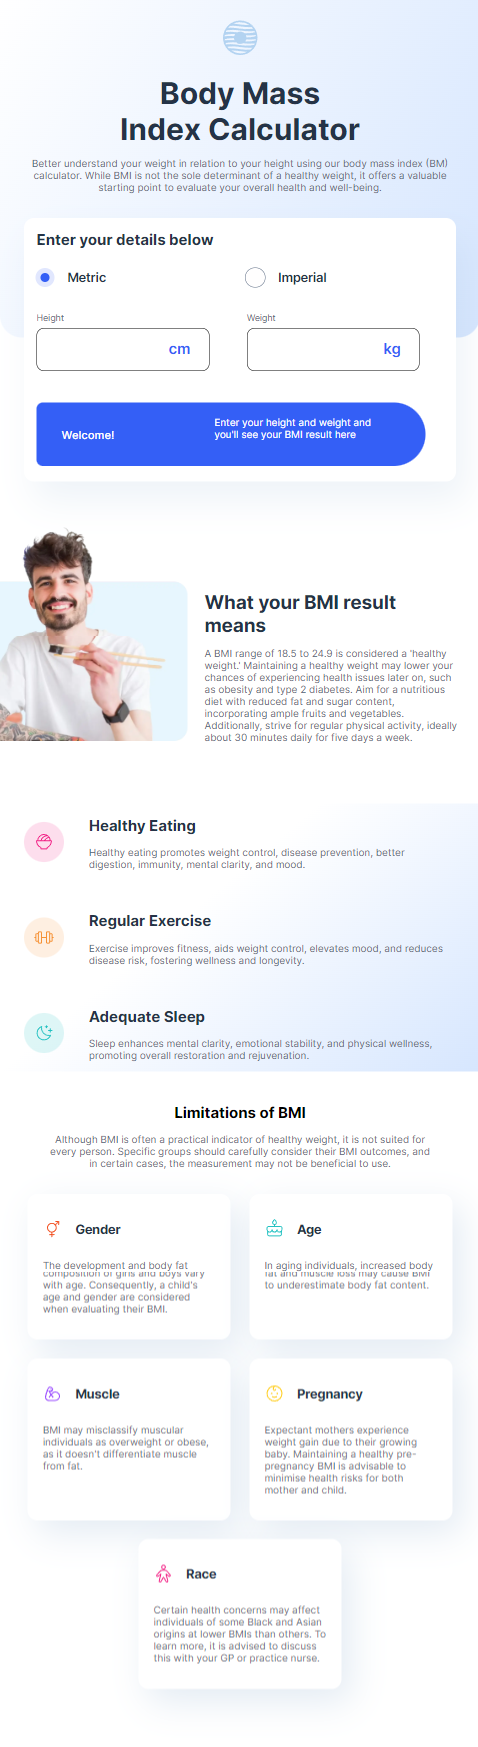 Body Mass
Index Calculator
Better understand your weight in relation to your height using our body mass index (BM)
calculator. While BMI is not the sole determinant of a healthy weight, it offers a valuable
starting point to evaluate your overall health and well-being.
Enter your details below
Metric
Imperial
Height
Weight
cm
kg
Welcome!
Enter your height and weight and
you'll see your BMI result here
What your BMI result
means
A BMI range of 18.5 to 24.9 is considered a 'healthy
weight.' Maintaining a healthy weight may lower your
chances of experiencing health issues later on, such
as obesity and type 2 diabetes. Aim for a nutritious
diet with reduced fat and sugar content,
incorporating ample fruits and vegetables.
Additionally, strive for regular physical activity, ideally
about 30 minutes daily for five days a week.
Healthy Eating
Healthy eating promotes weight control, disease prevention, better
digestion, immunity, mental clarity, and mood.
Regular Exercise
Exercise improves fitness, aids weight control, elevates mood, and reduces
disease risk, fostering wellness and longevity.
Adequate Sleep
Sleep enhances mental clarity, emotional stability, and physical wellness,
promoting overall restoration and rejuvenation.
Limitations of BMI
Although BMI is often a practical indicator of healthy weight, it is not suited for
every person. Specific groups should carefully consider their BMI outcomes, and
in certain cases, the measurement may not be beneficial to use.
Gender
The development and body fat
composition of girls and boys vary
with age. Consequently, a child's
age and gender are considered
when evaluating their BMI.
Age
In aging individuals, increased body
fat and muscle loss may cause BMI
to underestimate body fat content.
Muscle
BMI may misclassify muscular
individuals as overweight or obese,
as it doesn't differentiate muscle
from fat.
Pregnancy
Expectant mothers experience
weight gain due to their growing
baby. Maintaining a healthy pre-
pregnancy BMI is advisable to
minimise health risks for both
mother and child.
Race
Certain health concerns may affect
individuals of some Black and Asian
origins at lower BMIs than others. To
learn more, it is advised to discuss
this with your GP or practice nurse.